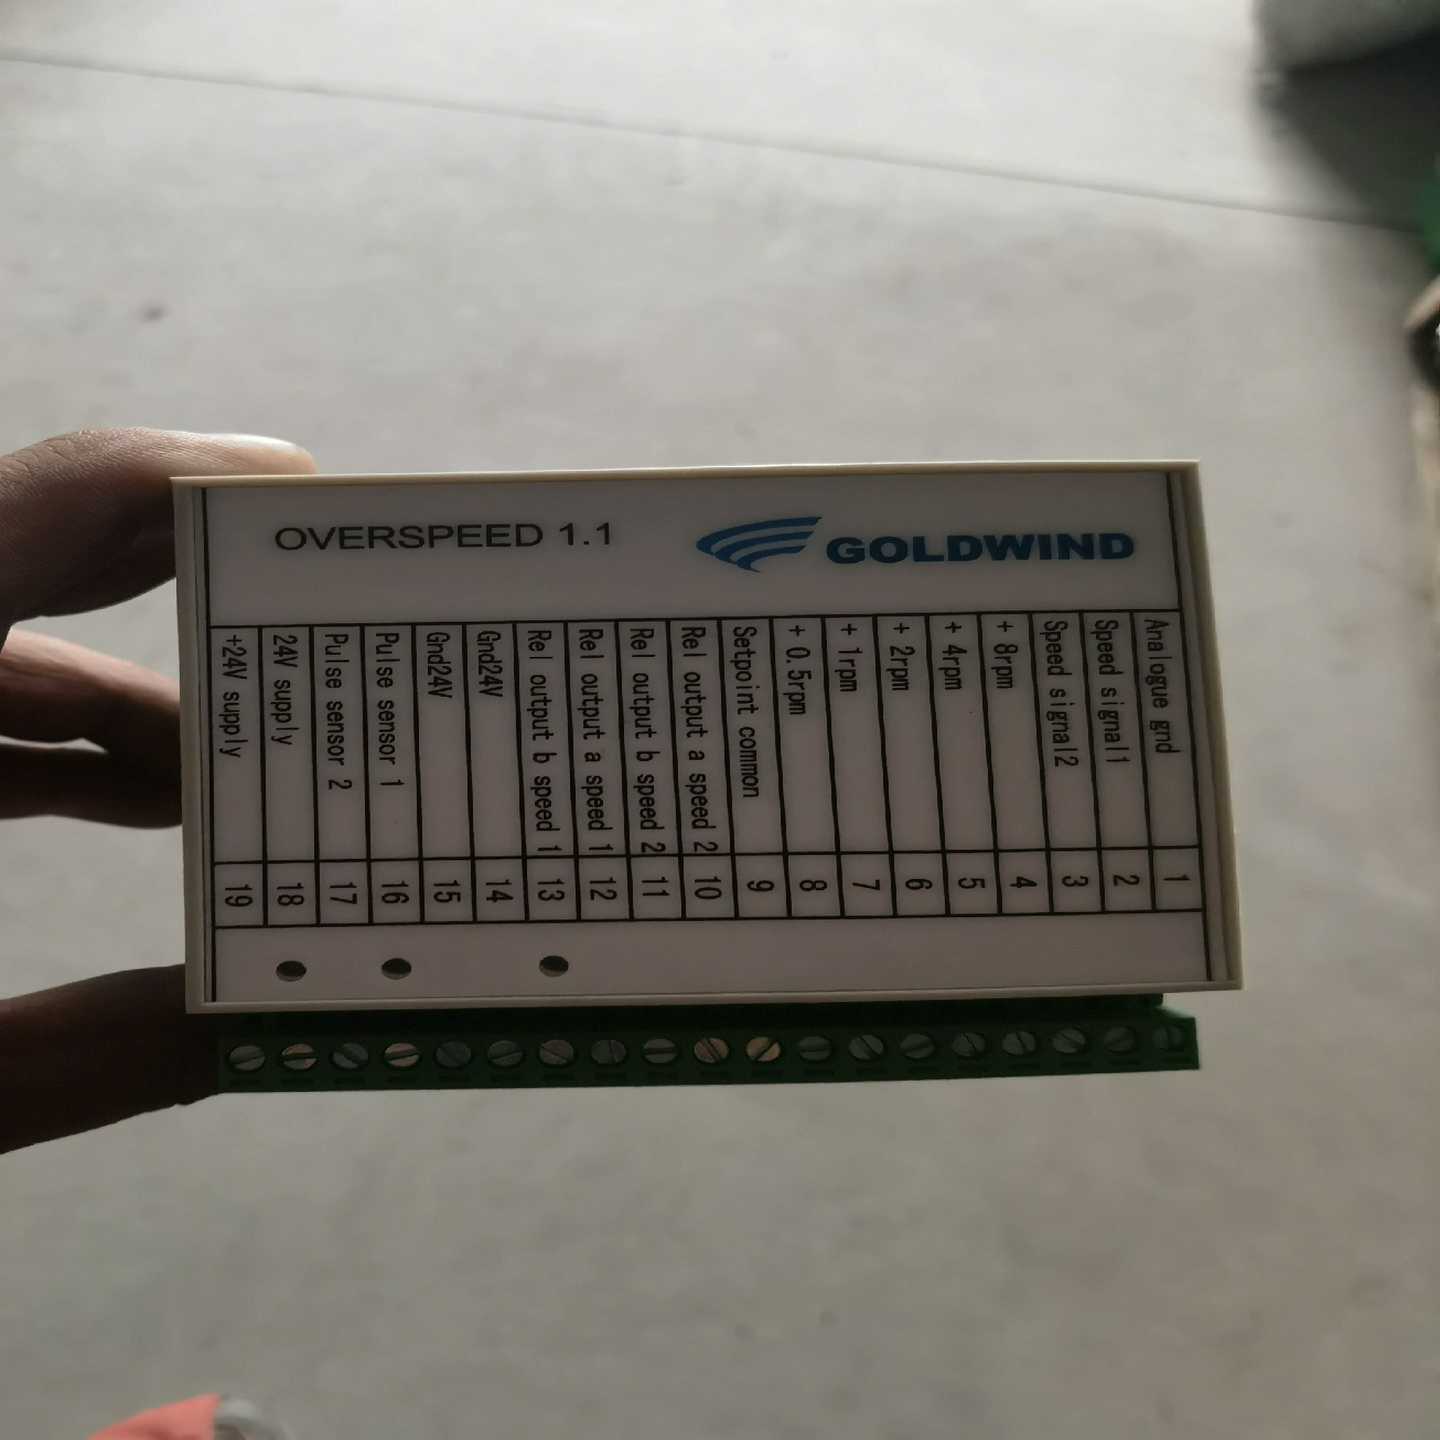 OVERSPEED 1.1
GOLDWIND
+24V supply 19
24V supply 18
Pulse sensor 2 17
Pulse sensor 1 16
Gnd24V 15
Gnd24V 14
Rel output b speed 1 13
Rel output a speed 1 12
Rel output b speed 2 11
Rel output a speed 2 10
Setpoint common 9
+ 0.5rpm 8
+ 1rpm 7
+ 2rpm 6
+ 4rpm 5
+ 8rpm 4
Speed signal2 3
Speed signal1 2
Analogue gnd 1